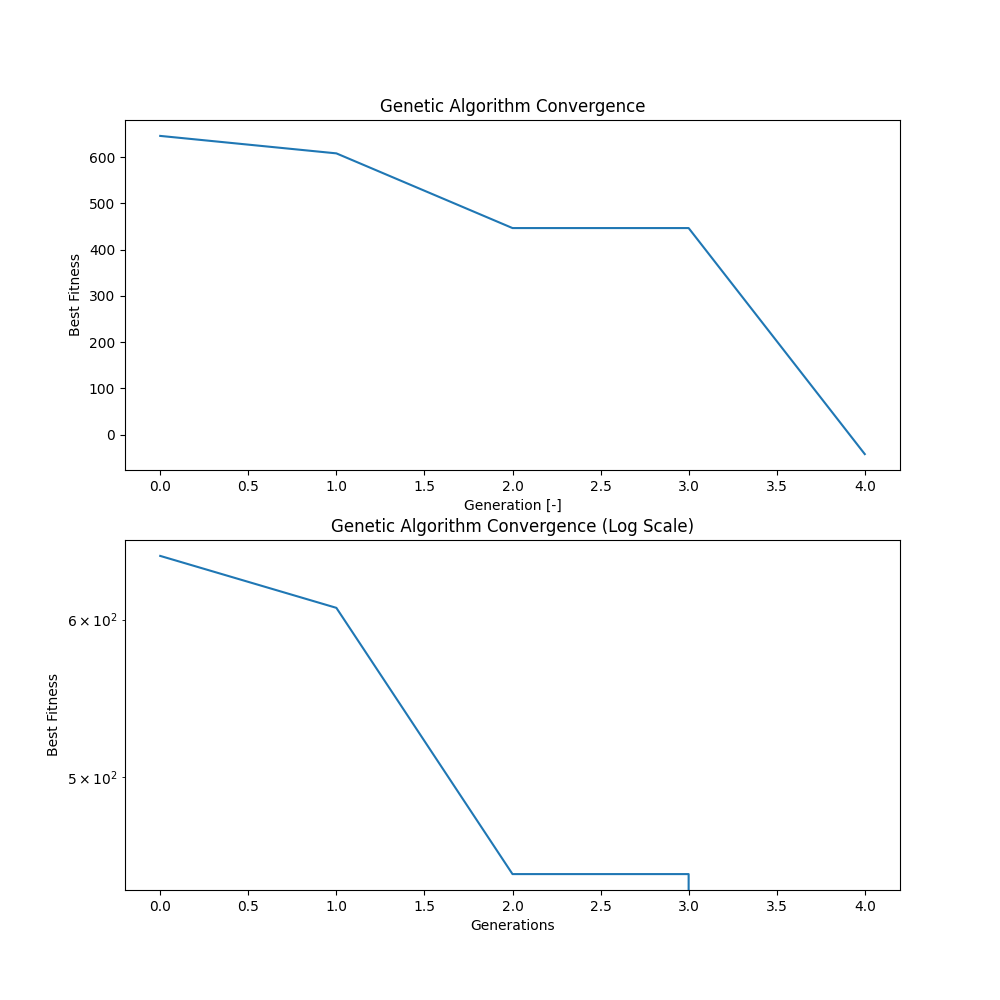 Genetic Algorithm Convergence
600
500
400
300
200
100
0
Best Fitness
0.0 0.5 1.0 1.5 2.0 2.5 3.0 3.5 4.0
Generation [-]
Genetic Algorithm Convergence (Log Scale)
6 × 10²
5 × 10²
Best Fitness
0.0 0.5 1.0 1.5 2.0 2.5 3.0 3.5 4.0
Generations